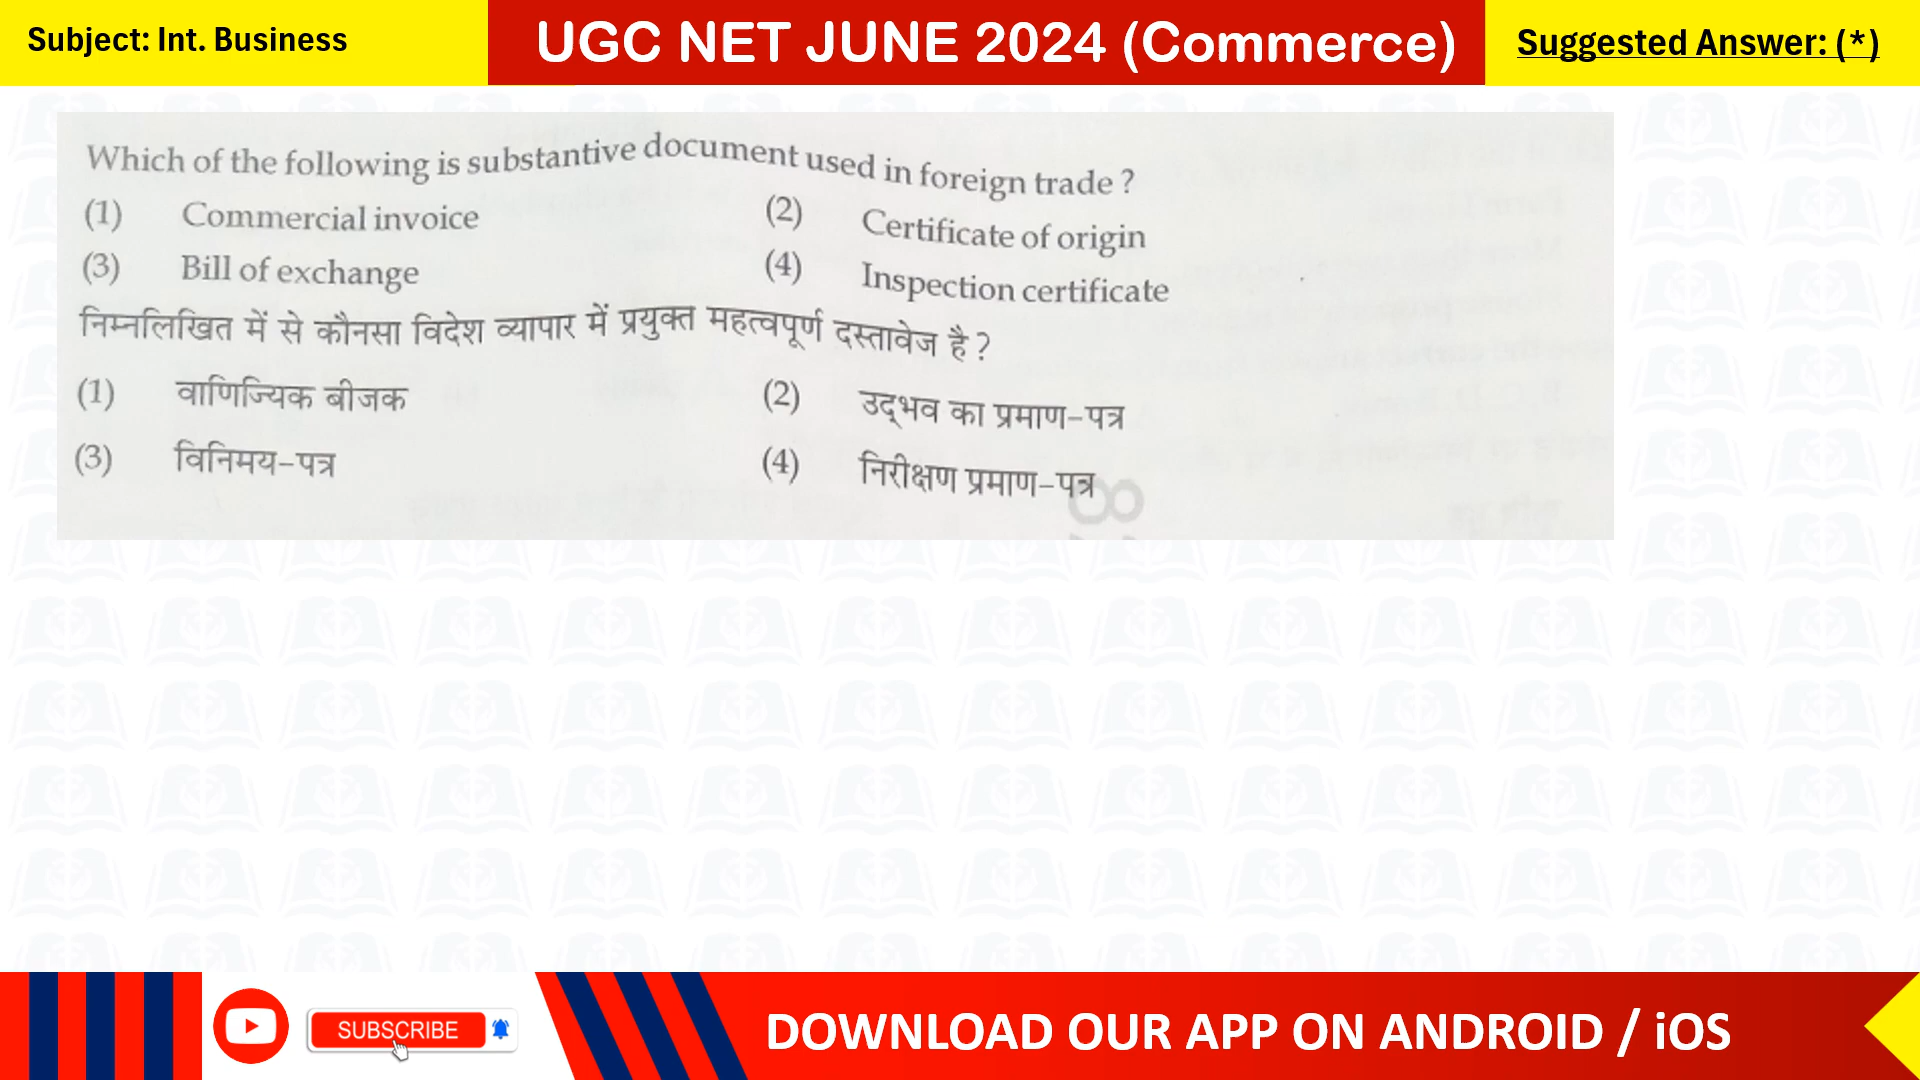 Subject: Int. Business
UGC NET JUNE 2024 (Commerce)
Suggested Answer: (*)
Which of the following is substantive document used in foreign trade ?
(1) Commercial invoice (2) Certificate of origin
(3) Bill of exchange (4) Inspection certificate
निम्नलिखित में से कौनसा विदेश व्यापार में प्रयुक्त महत्वपूर्ण दस्तावेज है ?
(1) वाणिज्यिक बीजक (2) उद्‌भव का प्रमाण-पत्र
(3) विनिमय-पत्र (4) निरीक्षण प्रमाण-पत्र
SUBSCRIBE
DOWNLOAD OUR APP ON ANDROID / iOS